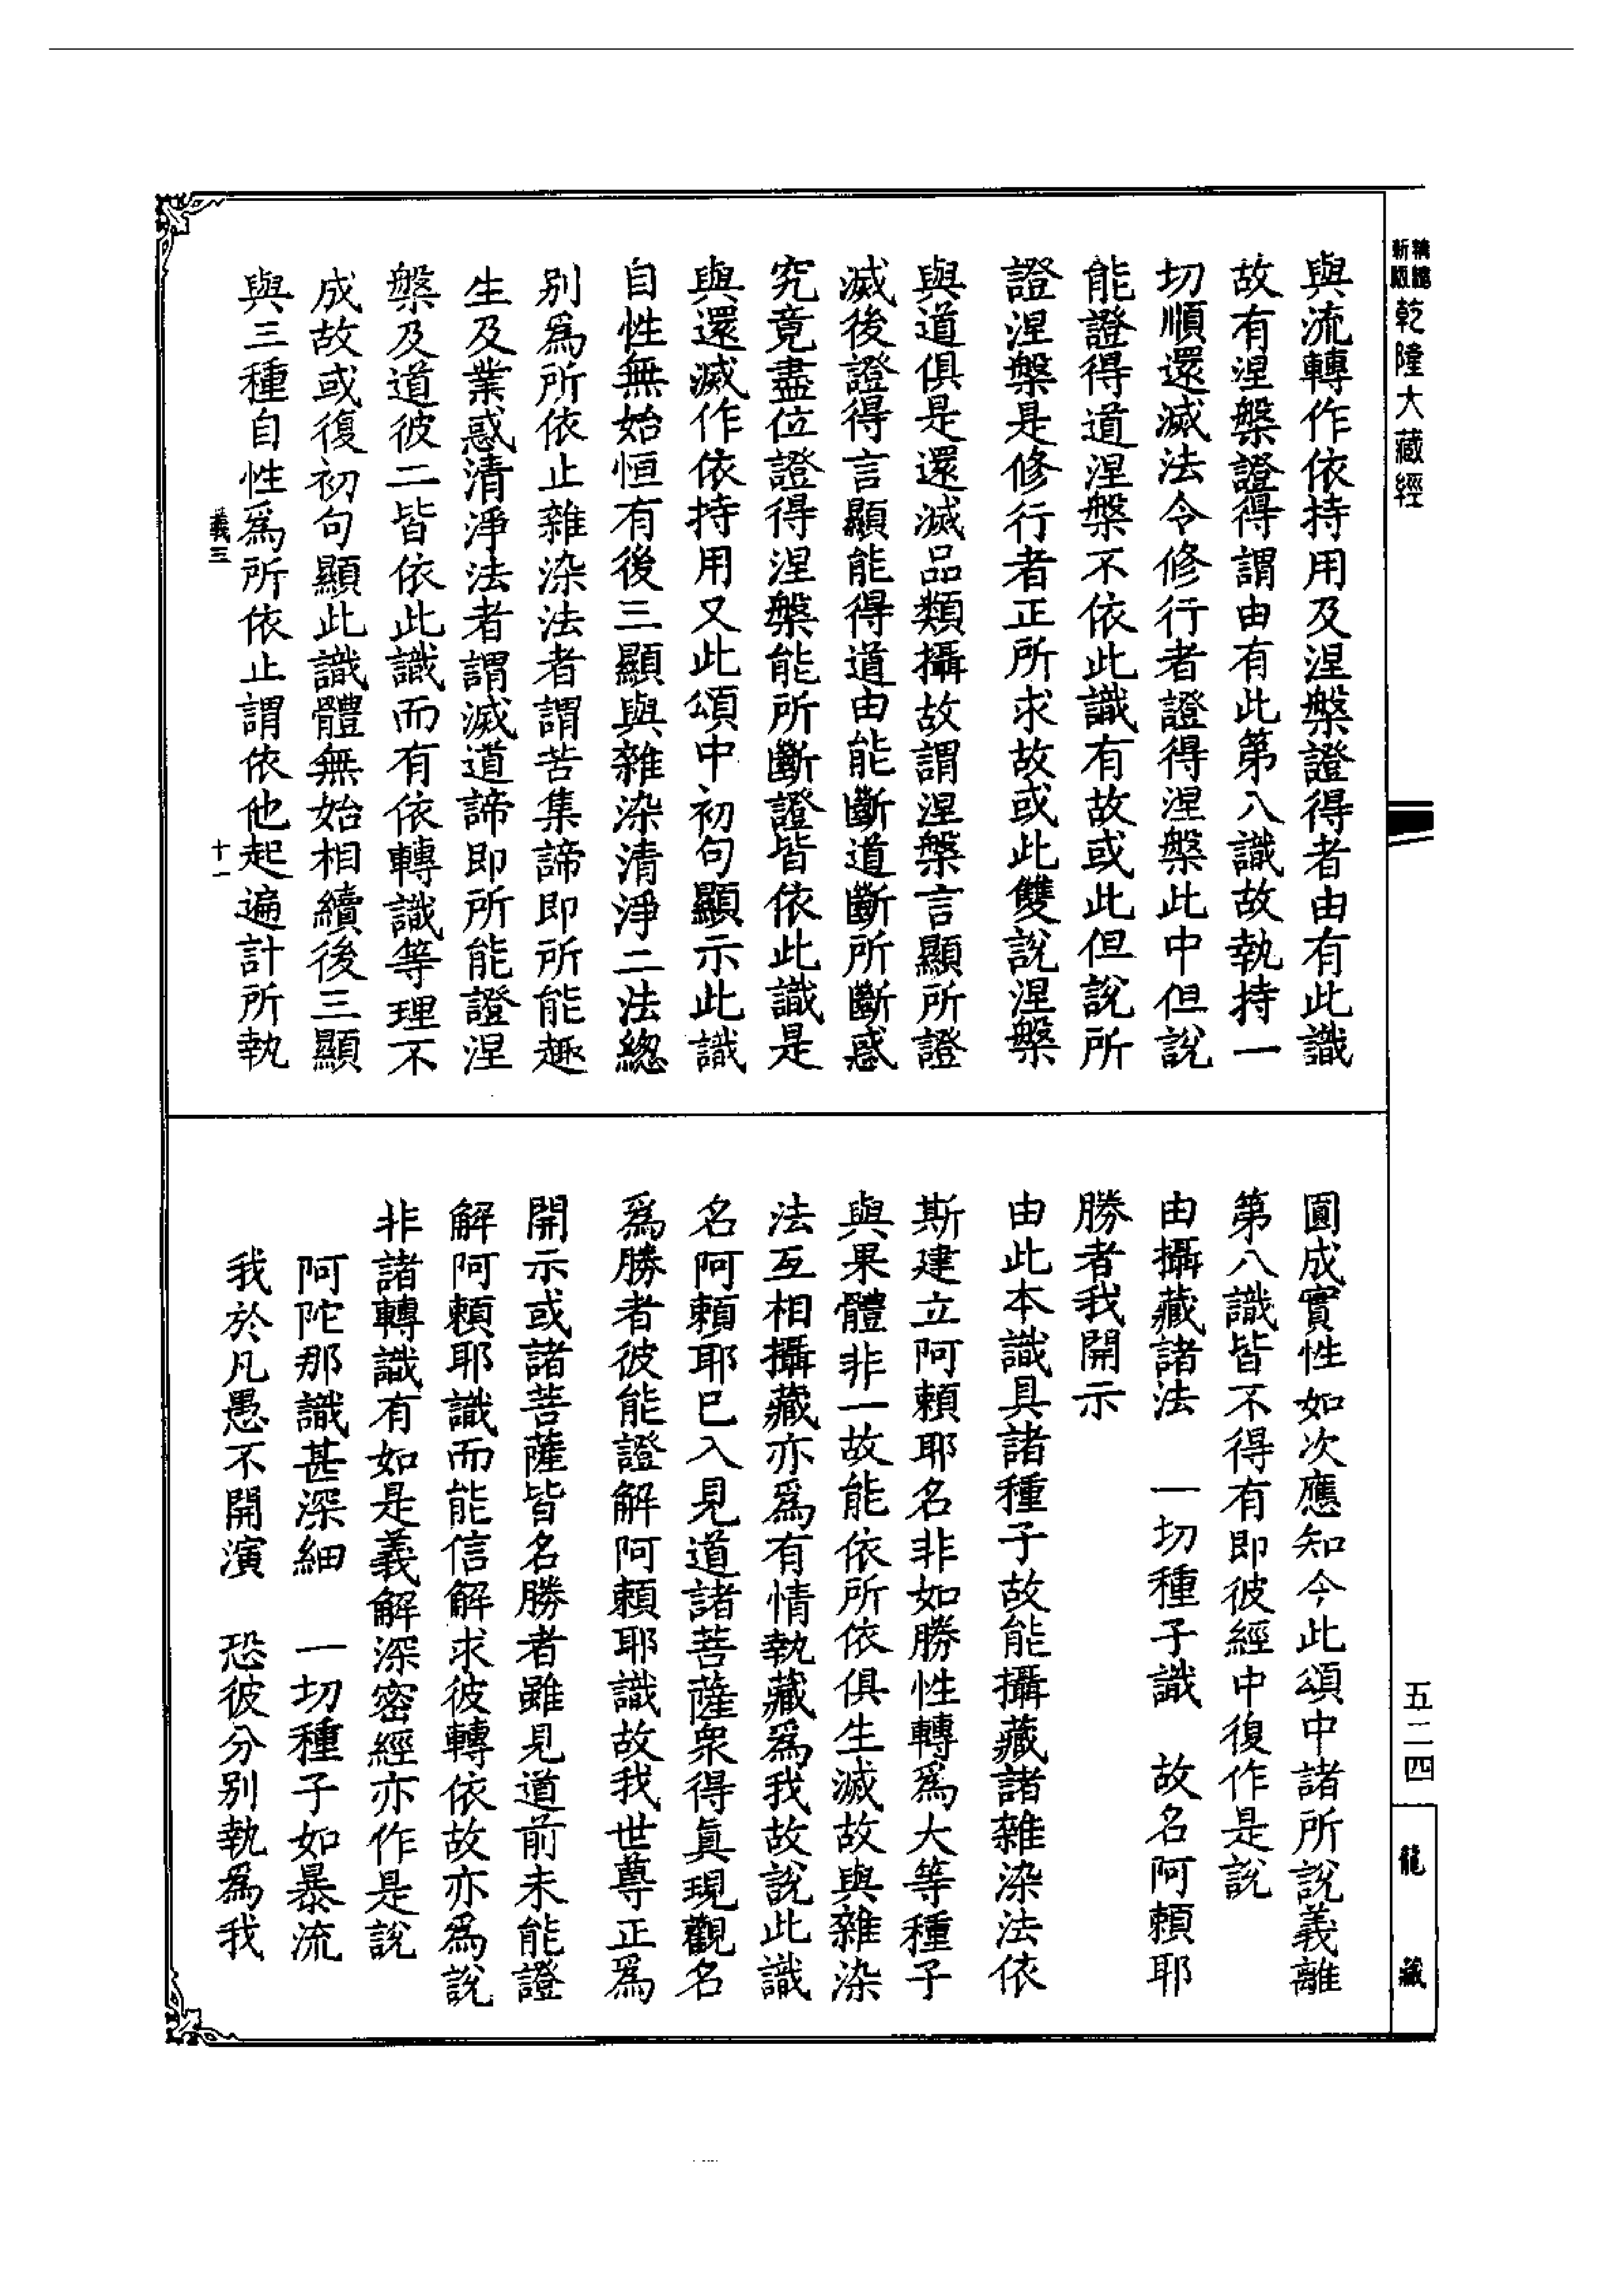 精編
新版
乾隆大藏經
與流轉作依持用及涅槃證得者由有此識
故有涅槃證得謂由有此第八識故執持一
切順還滅法令修行者證得涅槃此中但說
能證得道涅槃不依此識有故或此但說所
證涅槃是修行者正所求故或此雙說涅槃
與道俱是還滅品類攝故謂涅槃言顯所證
滅後證得言顯能得道由能斷道斷所斷惑
究竟盡位證得涅槃能所斷證皆依此識是
與還滅作依持用又此頌中初句顯示此識
自性無始恒有後三顯與雜染清淨二法總
別爲所依止雜染法者謂苦集諦即所能趣
生及業惑清淨法者謂滅道諦即所能證涅
槃及道彼二皆依此識而有依轉識等理不
成故或復初句顯此識體無始相續後三顯
與三種自性爲所依止謂依他起遍計所執
義三
十一
圓成實性如次應知今此頌中諸所說義離
第八識皆不得有即彼經中復作是說
由攝藏諸法　一切種子識　故名阿賴耶
勝者我開示
由此本識具諸種子故能攝藏諸雜染法依
斯建立阿賴耶名非如勝性轉爲大等種子
與果體非一故能依所依俱生滅故與雜染
法互相攝藏亦爲有情執藏爲我故說此識
名阿賴耶已入見道諸菩薩衆得眞現觀名
爲勝者彼能證解阿賴耶識故我世尊正爲
開示或諸菩薩皆名勝者雖見道前未能證
解阿賴耶識而能信解求彼轉依故亦爲說
非諸轉識有如是義解深密經亦作是說
阿陀那識甚深細　一切種子如暴流
我於凡愚不開演　恐彼分別執爲我
五二四
龍藏